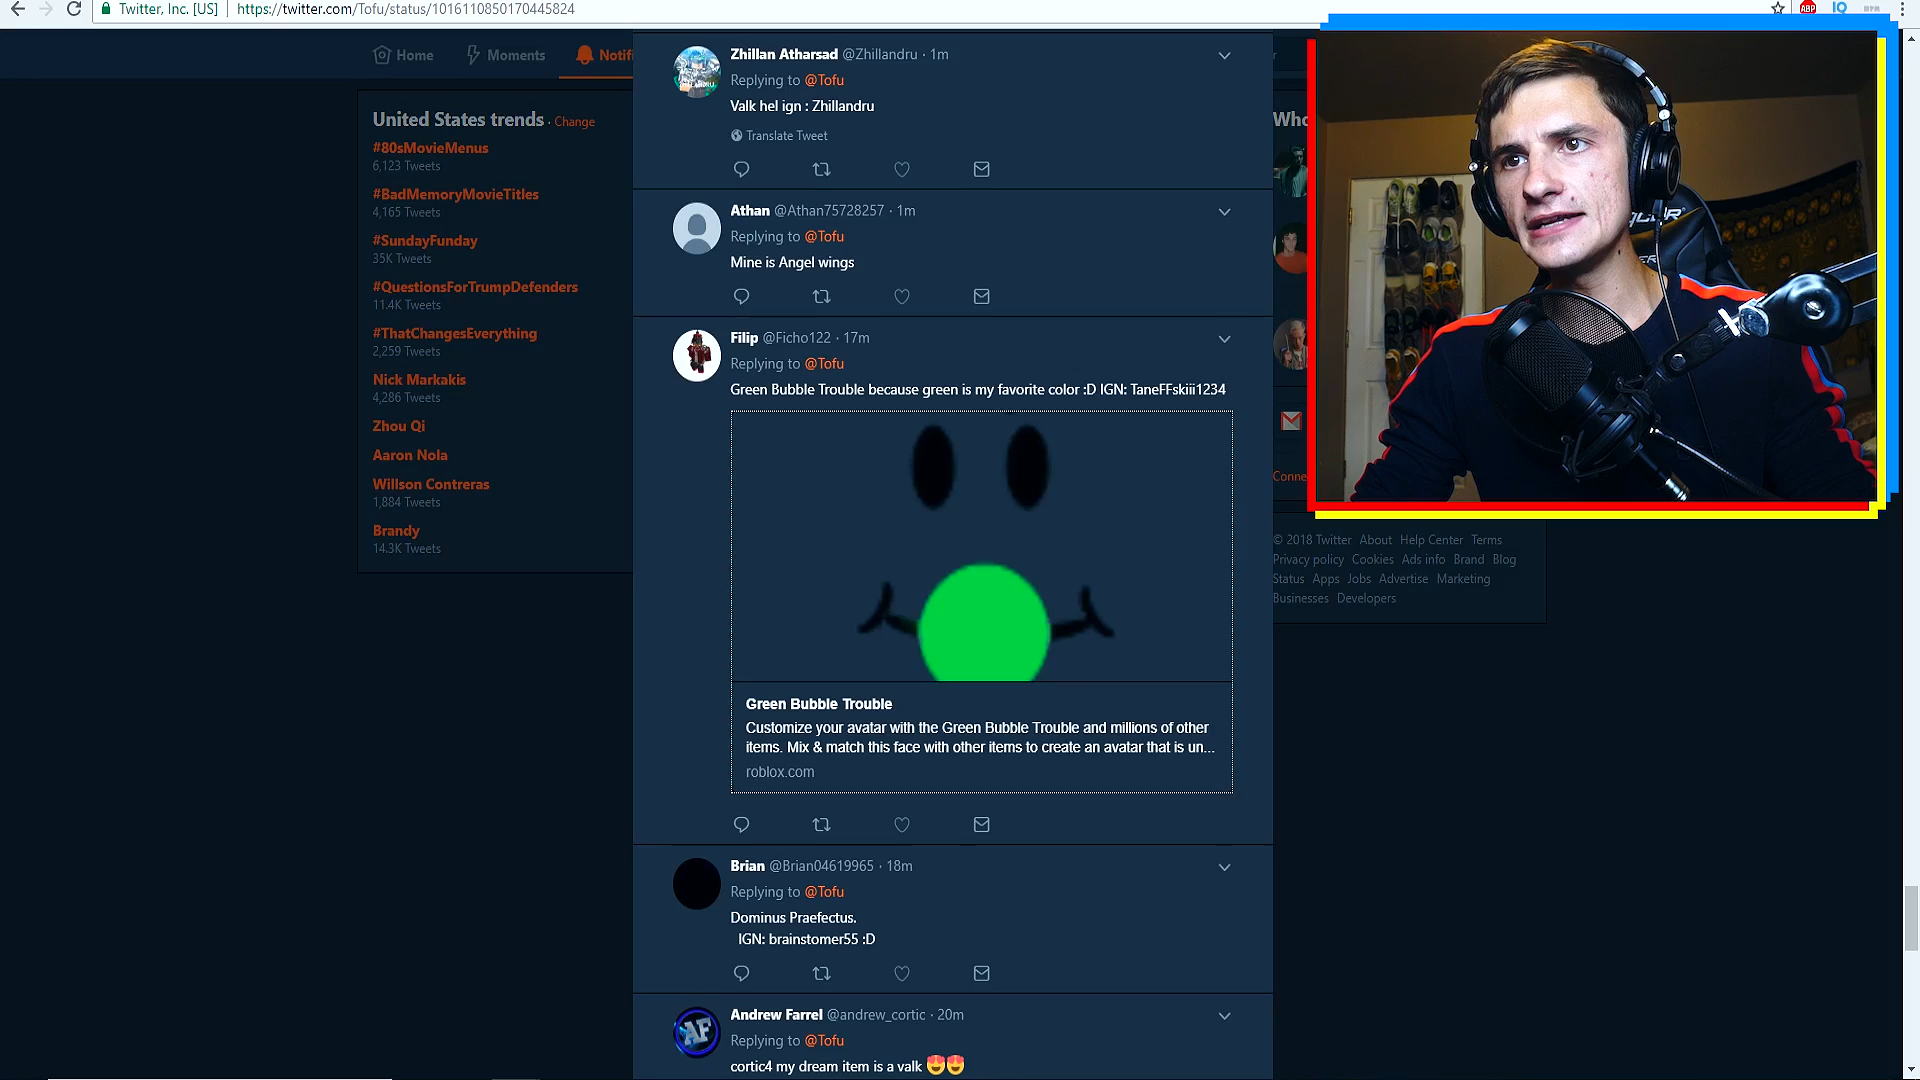 Twitter, Inc. [US]
https://twitter.com/Tofu/status/1016110850170445824
ABP
IQ
Home
Moments
Notifi
United States trends · Change
#80sMovieMenus
6,123 Tweets
#BadMemoryMovieTitles
4,165 Tweets
#SundayFunday
35K Tweets
#QuestionsForTrumpDefenders
11.4K Tweets
#ThatChangesEverything
2,259 Tweets
Nick Markakis
4,286 Tweets
Zhou Qi
Aaron Nola
Willson Contreras
1,884 Tweets
Brandy
14.3K Tweets
Zhillan Atharsad @Zhillandru · 1m
Replying to @Tofu
Valk hel ign : Zhillandru
Translate Tweet
Athan @Athan75728257 · 1m
Replying to @Tofu
Mine is Angel wings
Filip @Ficho122 · 17m
Replying to @Tofu
Green Bubble Trouble because green is my favorite color :D IGN: TaneFFskiii1234
Green Bubble Trouble
Customize your avatar with the Green Bubble Trouble and millions of other
items. Mix & match this face with other items to create an avatar that is un...
roblox.com
Brian @Brian04619965 · 18m
Replying to @Tofu
Dominus Praefectus.
IGN: brainstomer55 :D
AF
Andrew Farrel @andrew_cortic · 20m
Replying to @Tofu
cortic4 my dream item is a valk 😍😍
Who
Conne
© 2018 Twitter About Help Center Terms
Privacy policy Cookies Ads info Brand Blog
Status Apps Jobs Advertise Marketing
Businesses Developers